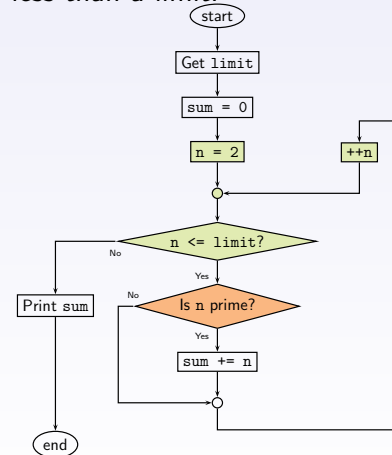 less than a limit.
start
Get limit
sum = 0
n = 2
++n
n <= limit?
No
Yes
Is n prime?
No
Yes
Print sum
sum += n
end